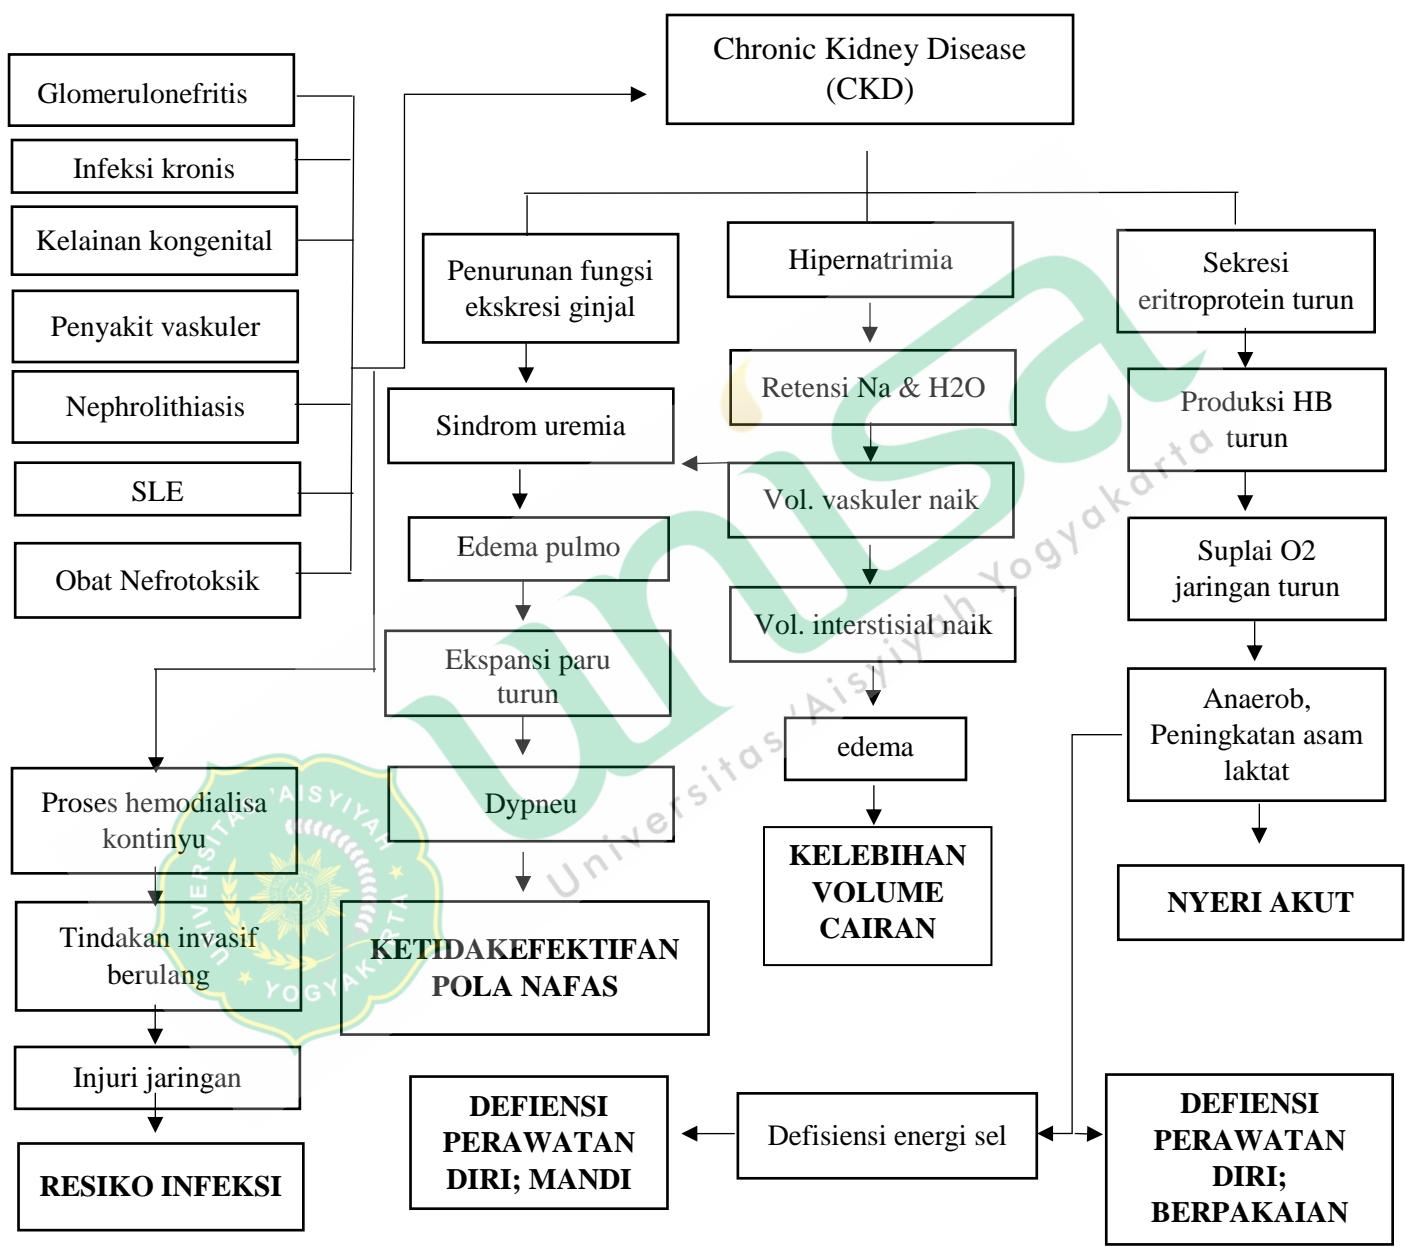 Chronic Kidney Disease
(CKD)
Glomerulonefritis
Infeksi kronis
Kelainan kongenital
Penyakit vaskuler
Nephrolithiasis
SLE
Obat Nefrotoksik
Proses hemodialisa
kontinyu
Tindakan invasif
berulang
Injuri jaringan
RESIKO INFEKSI
Penurunan fungsi
ekskresi ginjal
Sindrom uremia
Edema pulmo
Ekspansi paru
turun
Dypneu
KETIDAKEFEKTIFAN
POLA NAFAS
Hipernatrimia
Retensi Na & H2O
Vol. vaskuler naik
Vol. interstisial naik
edema
KELEBIHAN
VOLUME
CAIRAN
Sekresi
eritroprotein turun
Produksi HB
turun
Suplai O2
jaringan turun
Anaerob,
Peningkatan asam
laktat
NYERI AKUT
DEFIENSI
PERAWATAN
DIRI; MANDI
Defisiensi energi sel
DEFIENSI
PERAWATAN
DIRI;
BERPAKAIAN
unisa
Universitas 'Aisyiyah Yogyakarta
UNIVERSITAS 'AISYIYAH
YOGYAKARTA